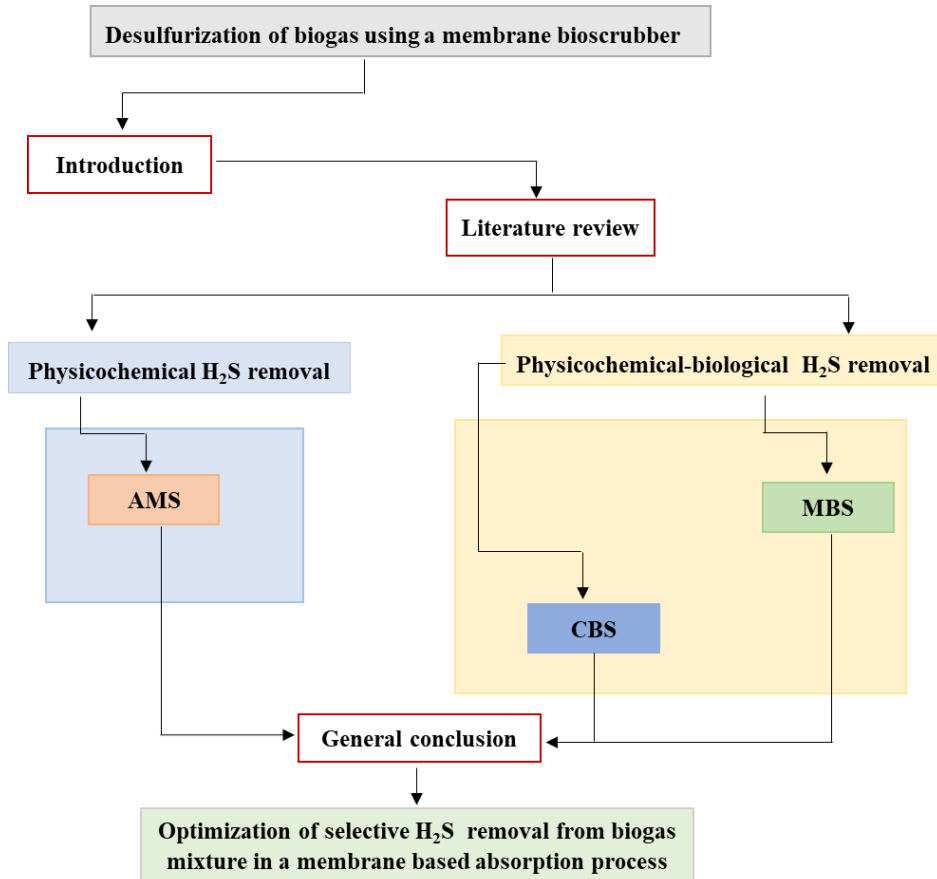 Desulfurization of biogas using a membrane bioscrubber
Introduction
Literature review
Physicochemical H₂S removal
Physicochemical-biological H₂S removal
AMS
MBS
CBS
General conclusion
Optimization of selective H₂S removal from biogas
mixture in a membrane based absorption process